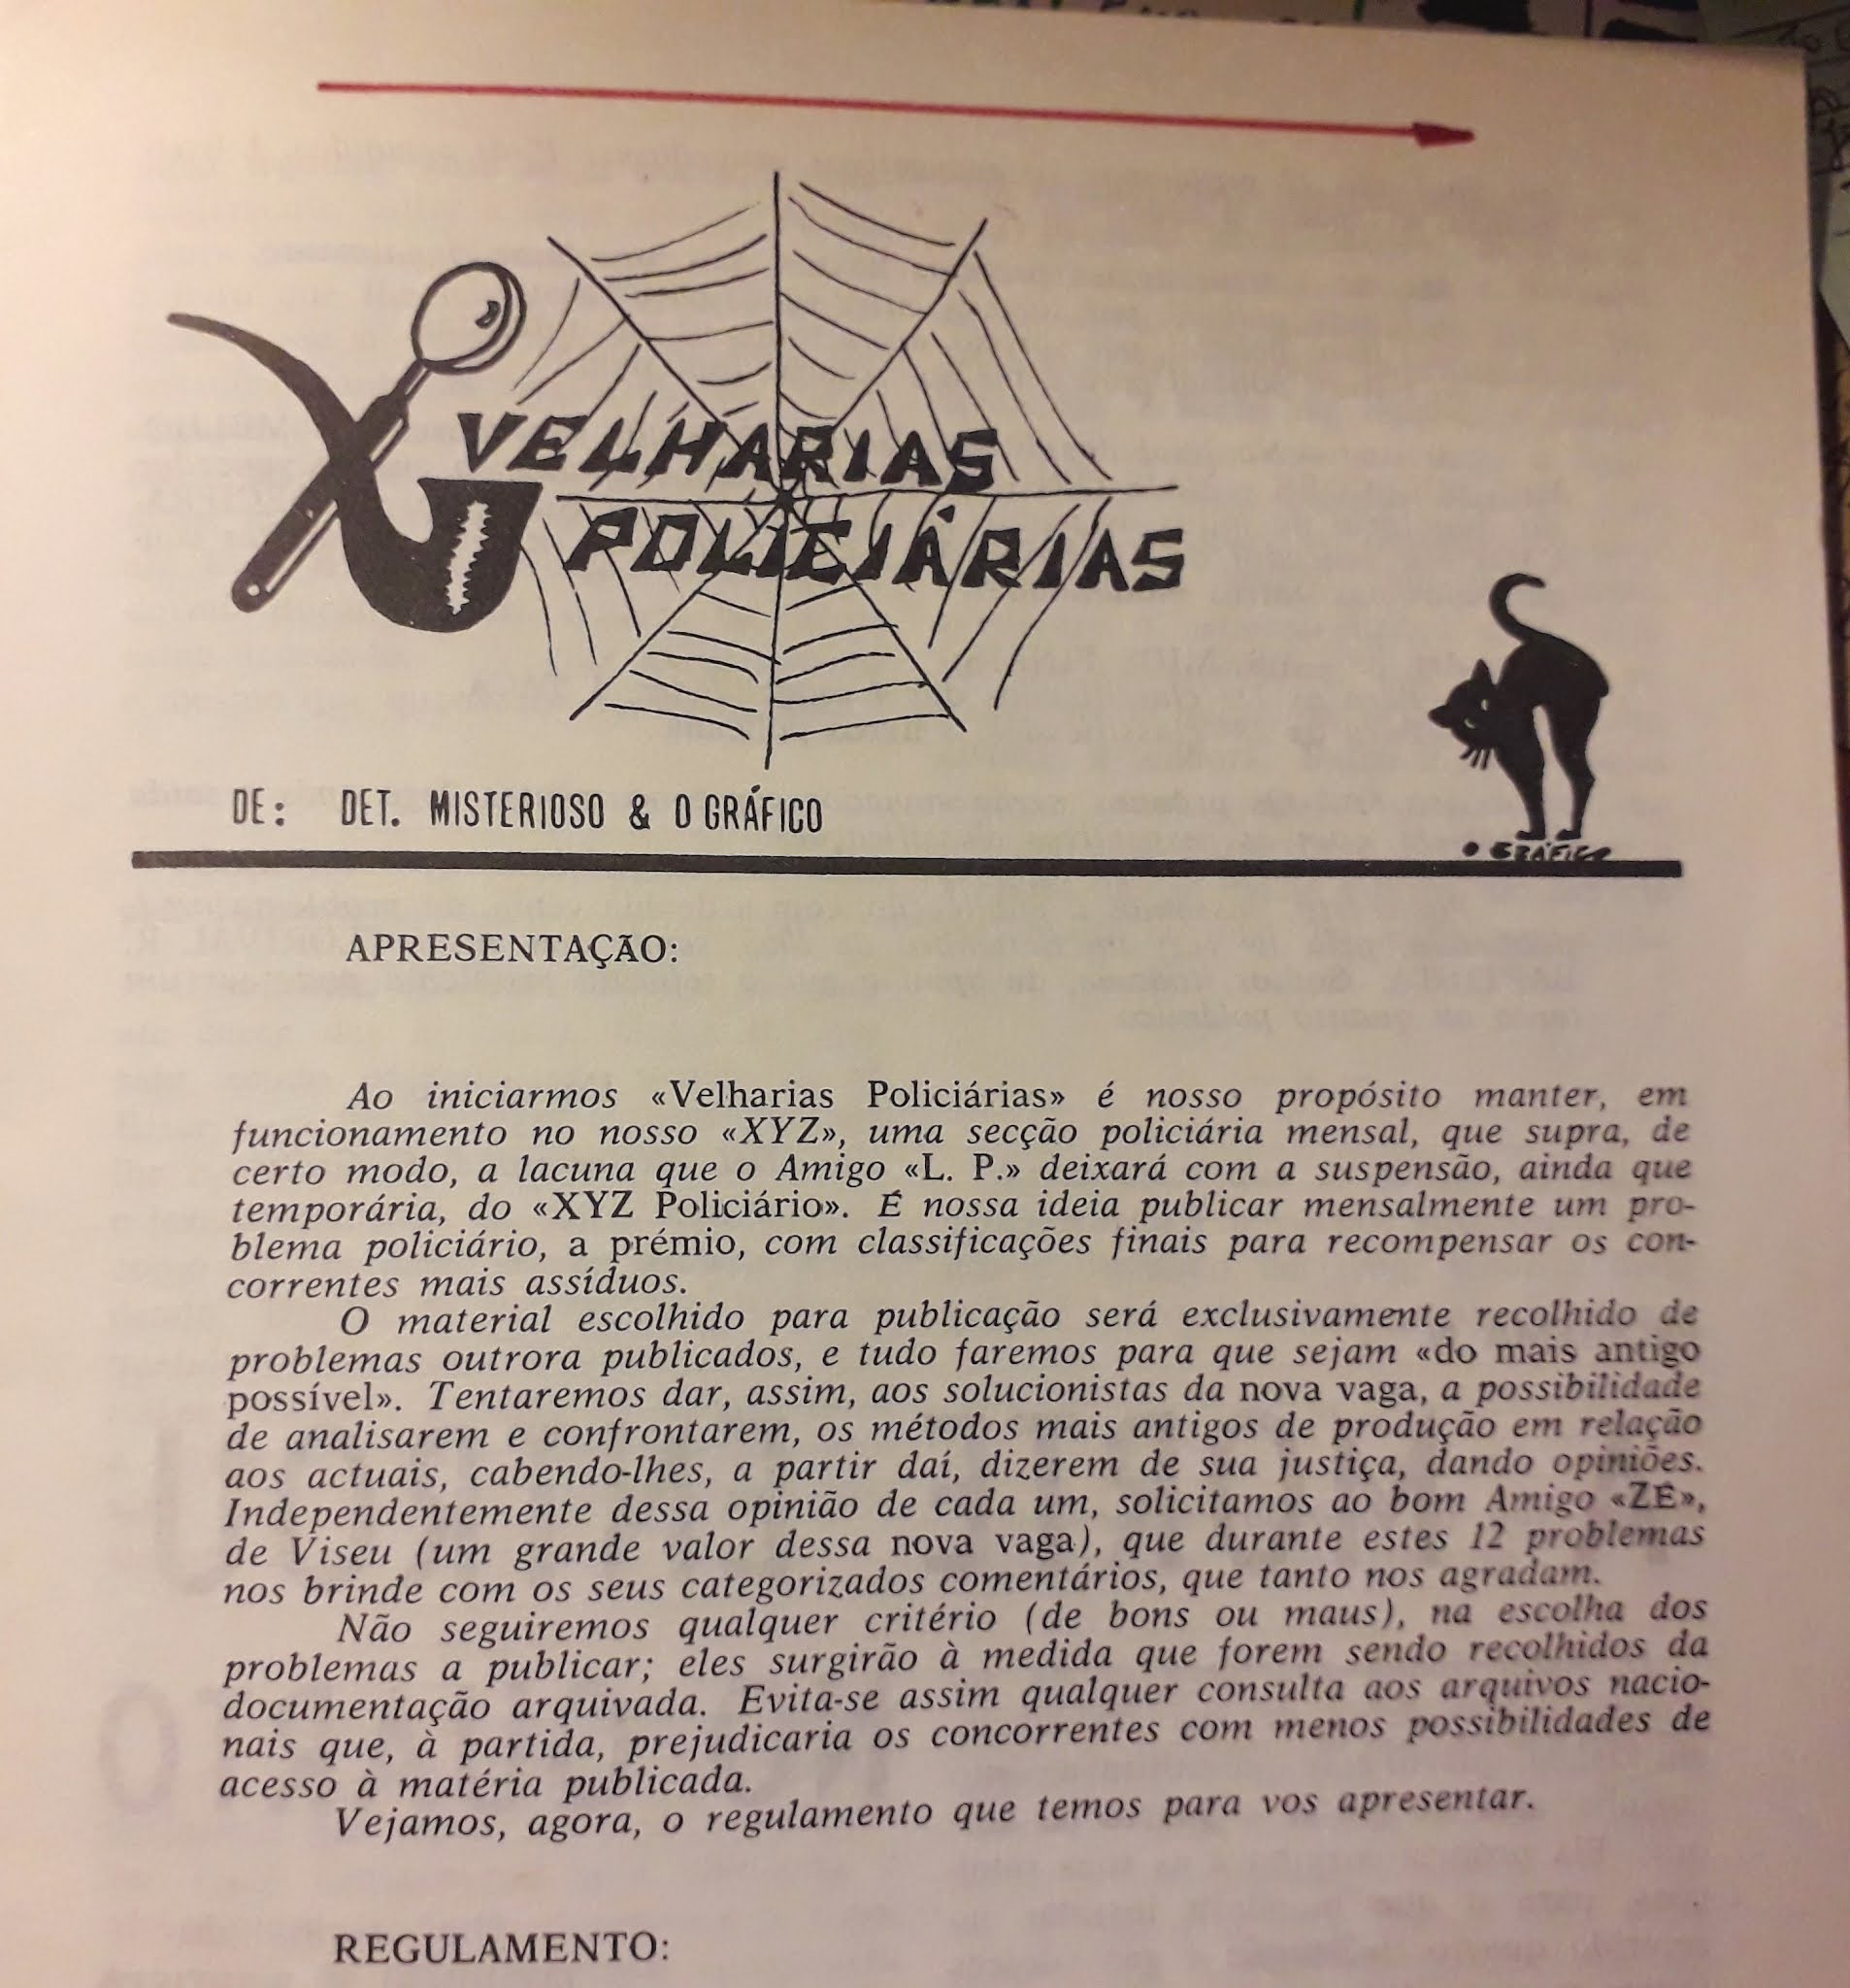 VELHARIAS
POLICIÁRIAS
DE: DET. MISTERIOSO & O GRÁFICO
O GRÁFICO
APRESENTAÇÃO:
Ao iniciarmos «Velharias Policiárias» é nosso propósito manter, em
funcionamento no nosso «XYZ», uma secção policiária mensal, que supra, de
certo modo, a lacuna que o Amigo «L. P.» deixará com a suspensão, ainda que
temporária, do «XYZ Policiário». É nossa ideia publicar mensalmente um pro-
blema policiário, a prémio, com classificações finais para recompensar os con-
correntes mais assíduos.
O material escolhido para publicação será exclusivamente recolhido de
problemas outrora publicados, e tudo faremos para que sejam «do mais antigo
possível». Tentaremos dar, assim, aos solucionistas da nova vaga, a possibilidade
de analisarem e confrontarem, os métodos mais antigos de produção em relação
aos actuais, cabendo-lhes, a partir daí, dizerem de sua justiça, dando opiniões.
Independentemente dessa opinião de cada um, solicitamos ao bom Amigo «ZÉ»,
de Viseu (um grande valor dessa nova vaga), que durante estes 12 problemas
nos brinde com os seus categorizados comentários, que tanto nos agradam.
Não seguiremos qualquer critério (de bons ou maus), na escolha dos
problemas a publicar; eles surgirão à medida que forem sendo recolhidos da
documentação arquivada. Evita-se assim qualquer consulta aos arquivos nacio-
nais que, à partida, prejudicaria os concorrentes com menos possibilidades de
acesso à matéria publicada.
Vejamos, agora, o regulamento que temos para vos apresentar.
REGULAMENTO: